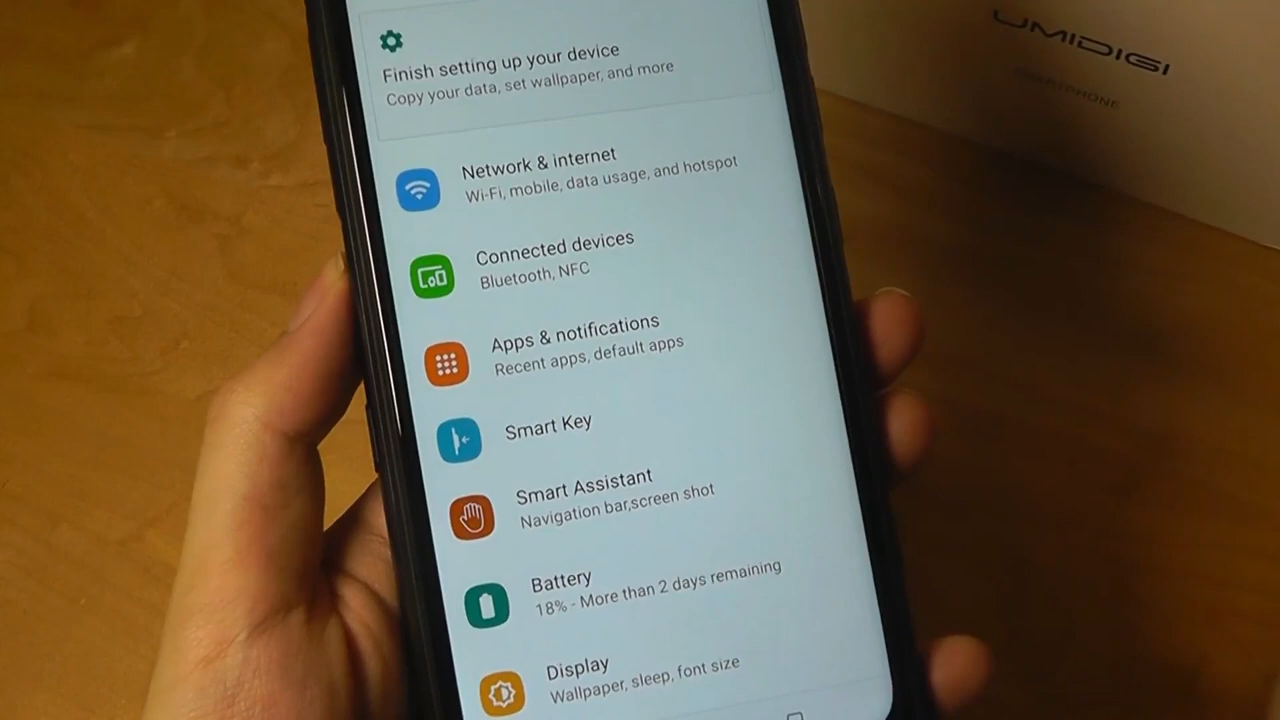 UMIDIGI
SMARTPHONE
Finish setting up your device
Copy your data, set wallpaper, and more
Network & internet
Wi-Fi, mobile, data usage, and hotspot
Connected devices
Bluetooth, NFC
Apps & notifications
Recent apps, default apps
Smart Key
Smart Assistant
Navigation bar,screen shot
Battery
18% - More than 2 days remaining
Display
Wallpaper, sleep, font size